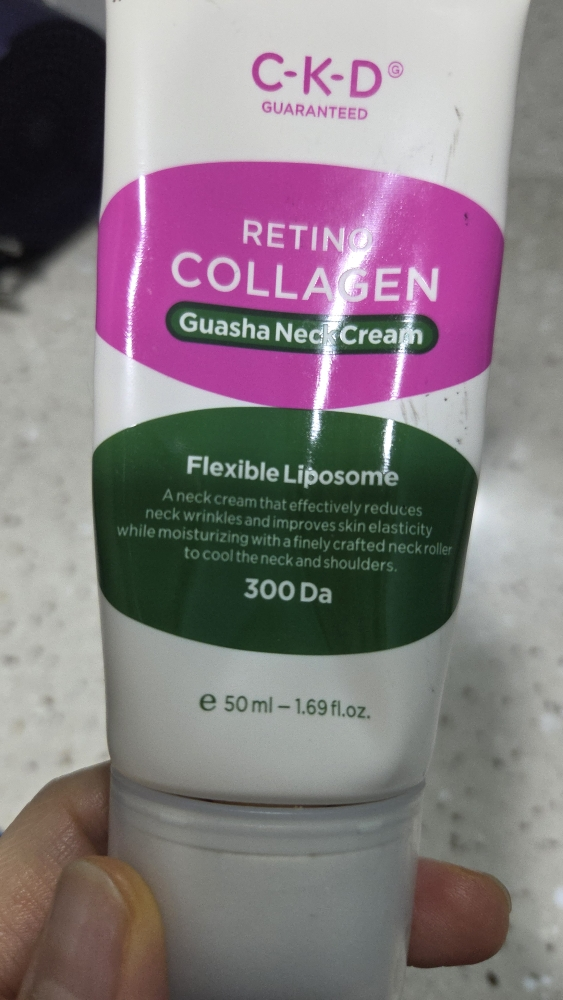 C-K-D G
GUARANTEED
RETINO
COLLAGEN
Guasha Neck Cream
Flexible Liposome
A neck cream that effectively reduces
neck wrinkles and improves skin elasticity
while moisturizing with a finely crafted neck roller
to cool the neck and shoulders.
300 Da
e 50 ml – 1.69 fl.oz.